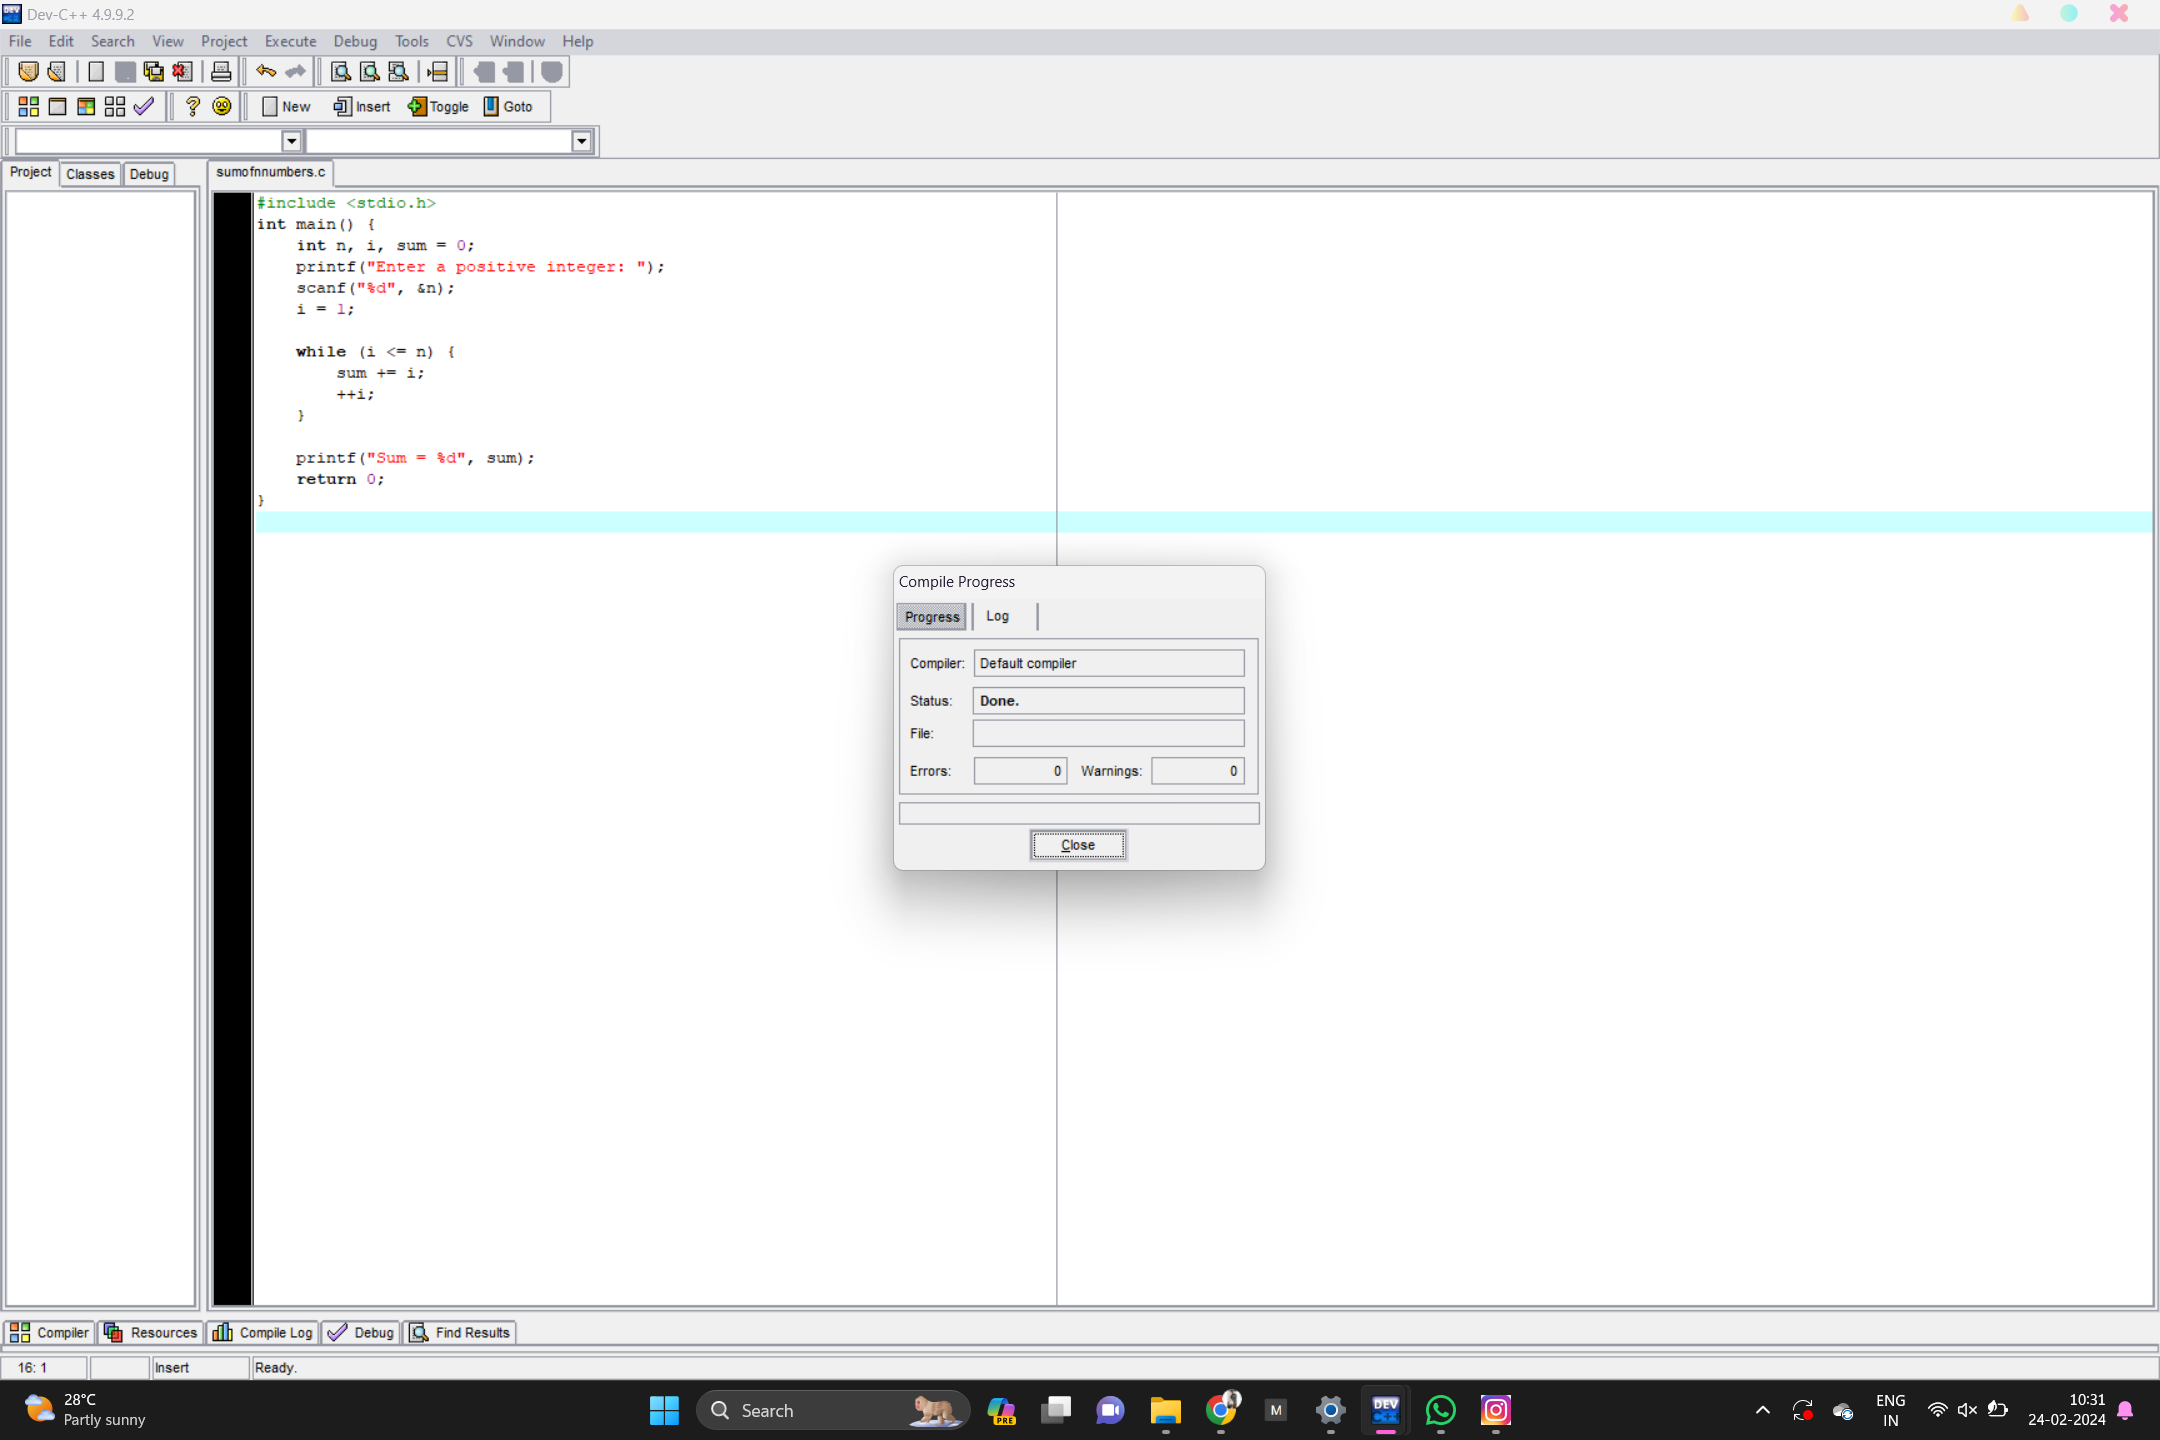 Dev-C++ 4.9.9.2
File Edit Search View Project Execute Debug Tools CVS Window Help
New Insert Toggle Goto
Project Classes Debug
sumofnnumbers.c
#include <stdio.h>
int main() {
    int n, i, sum = 0;
    printf("Enter a positive integer: ");
    scanf("%d", &n);
    i = 1;
    while (i <= n) {
        sum += i;
        ++i;
    }
    printf("Sum = %d", sum);
    return 0;
}
Compile Progress
Progress Log
Compiler: Default compiler
Status: Done.
File:
Errors: 0 Warnings: 0
Close
Compiler Resources Compile Log Debug Find Results
16: 1 Insert Ready.
28°C
Partly sunny
Search
PRE
M
DEV
C++
ENG
IN
10:31
24-02-2024